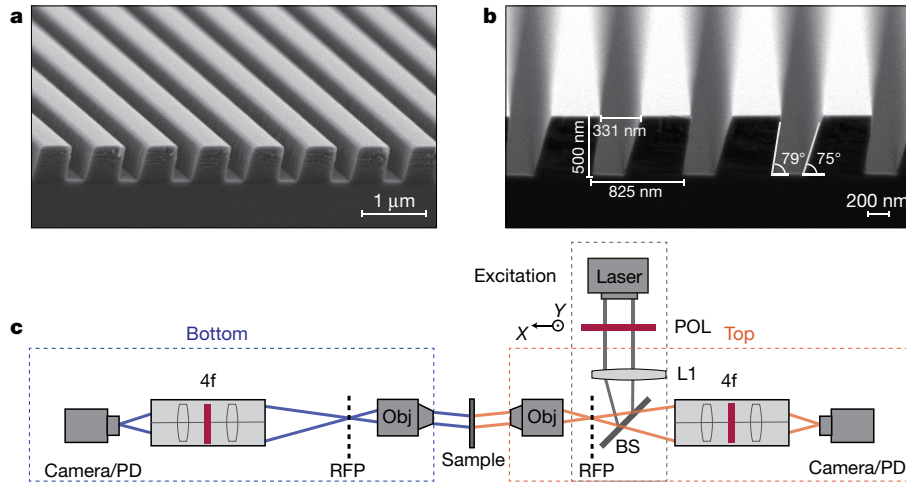 a
1 μm
b
500 nm
331 nm
825 nm
79°
75°
200 nm
c
Excitation
Laser
Y
X
POL
Bottom
Top
L1
4f
4f
Obj
Obj
BS
Camera/PD
RFP
Sample
RFP
Camera/PD